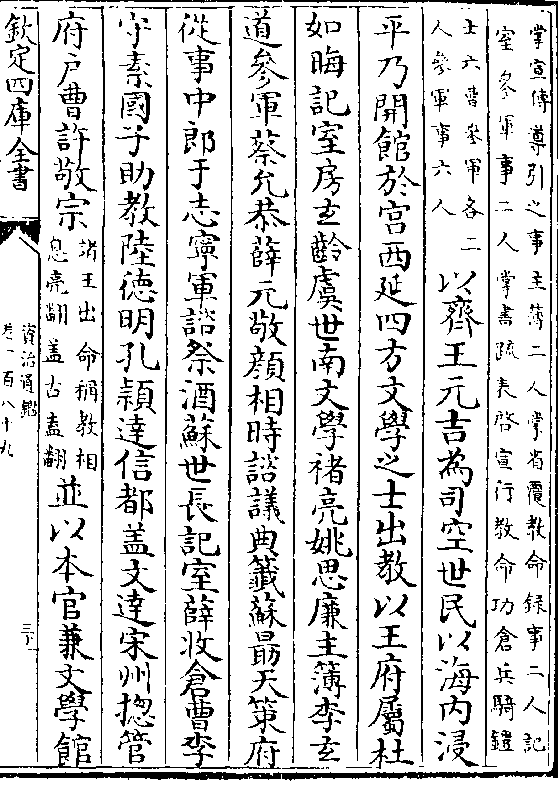 掌宣傳導引之事主簿二人掌省覆教命録事二人記
室參軍事二人掌書疏表啓宣行教命功倉兵騎鎧
士六曹參軍各二
人參軍事六人
以齊王元吉為司空世民以海内浸
平乃開館於宫西延四方文學之士出教以王府屬杜
如晦記室房玄齡虞世南文學褚亮姚思廉主簿李玄
道參軍蔡允恭薛元敬顔相時諮議典籖蘇朂天策府
從事中郎于志寧軍諮祭酒蘇世長記室薛收倉曹李
守素國子助教陸徳明孔穎達信都盖文達宋州揔管
府戸曹許敬宗
諸王出命稱教相
息亮翻盖古盍翻
並以本官兼文學館
欽定四庫全書
資治通鑑
卷一百八十九
三十